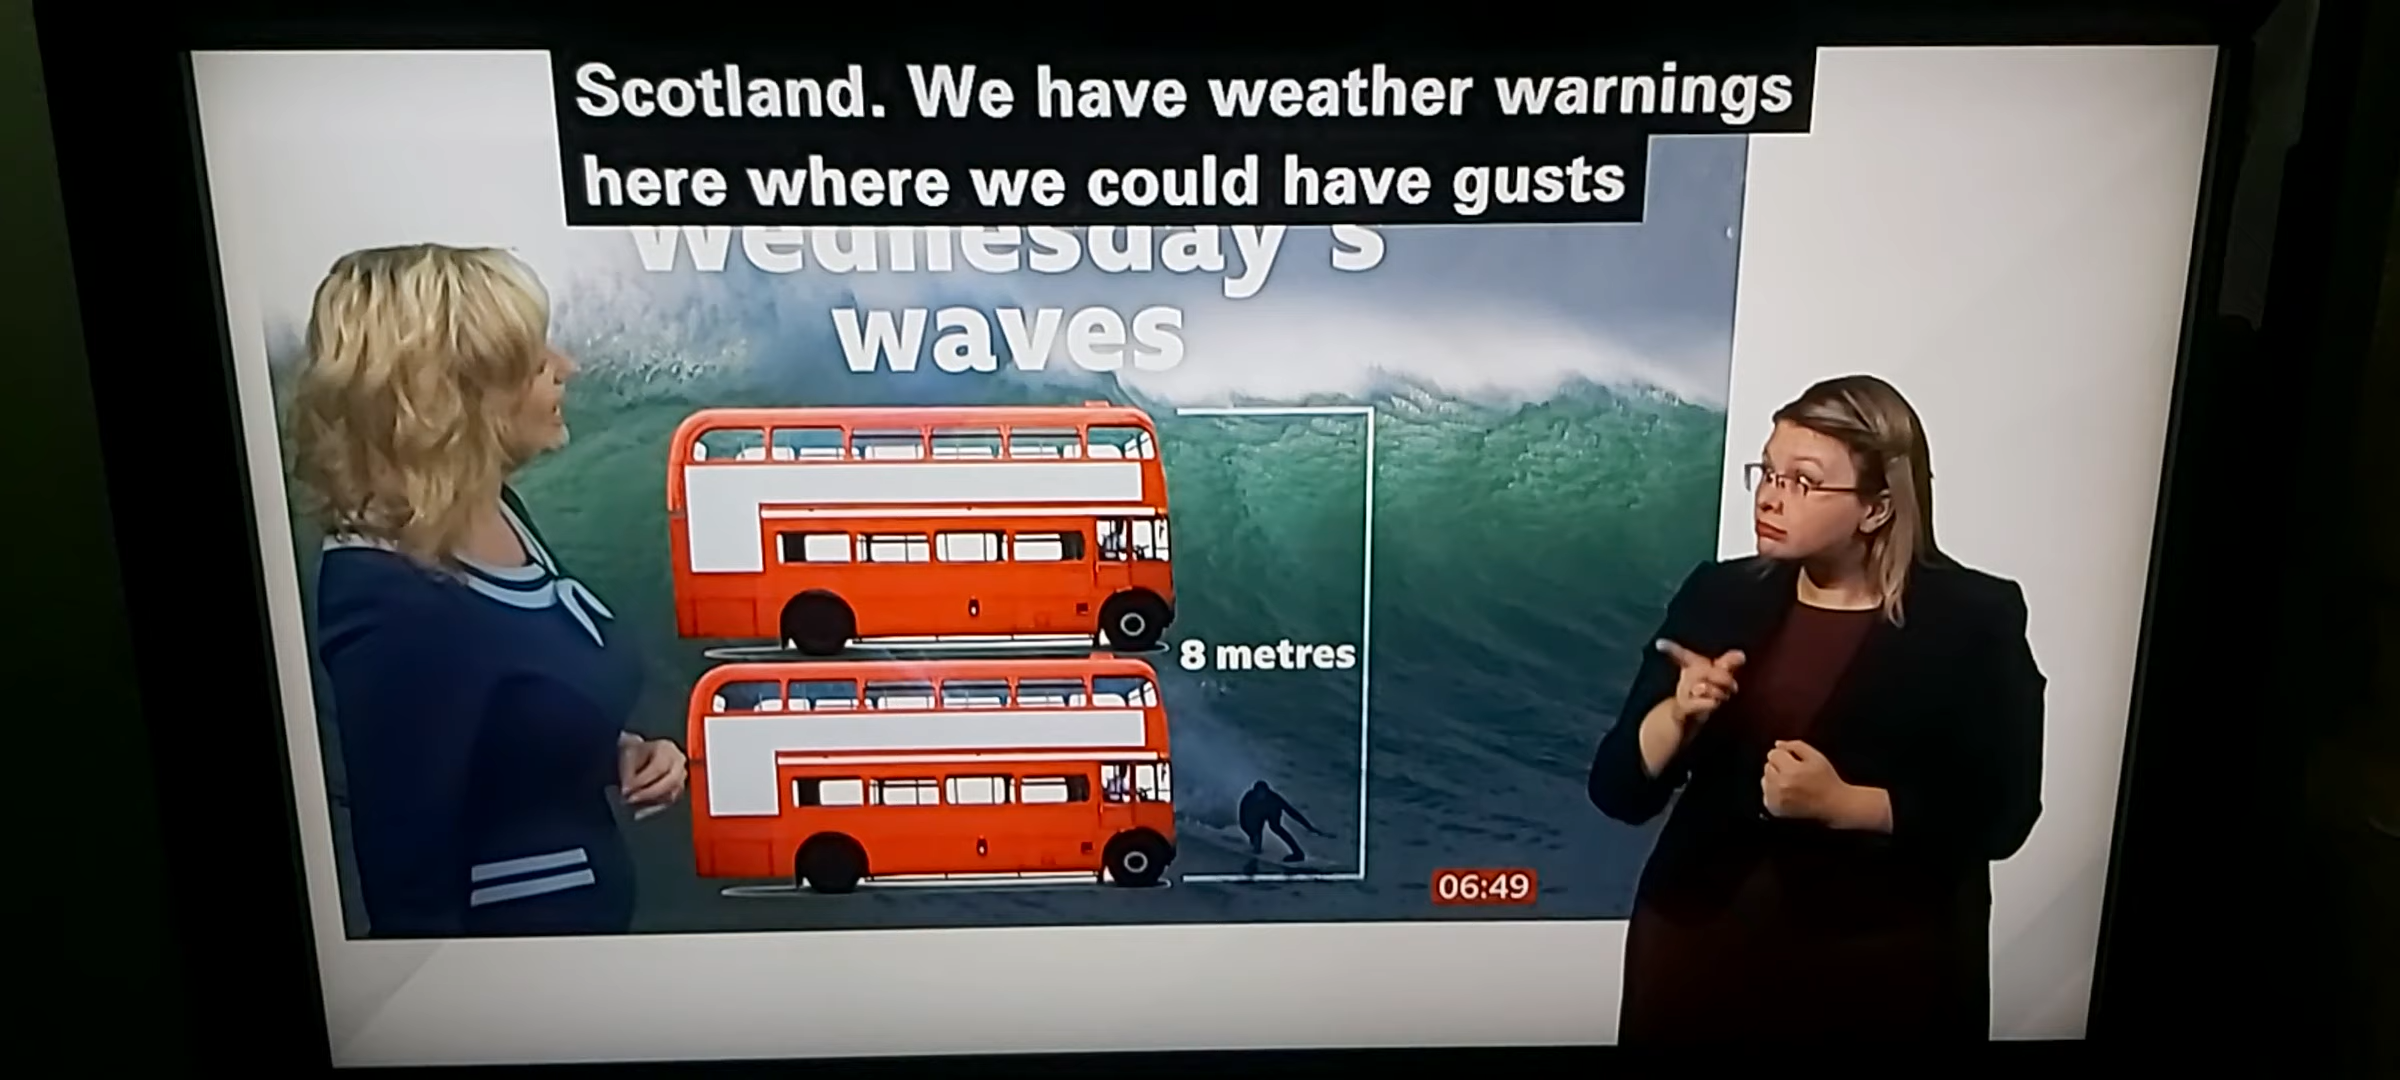 Scotland. We have weather warnings
here where we could have gusts
Wednesday's
waves
8 metres
06:49